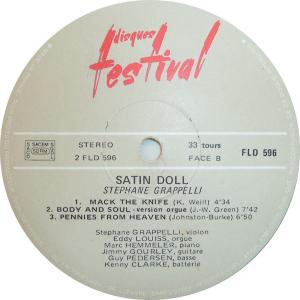 disques
festival
SACEM
SDRM
STEREO
2 FLD 596
33 tours
FACE B
FLD 596
SATIN DOLL
STEPHANE GRAPPELLI
1. MACK THE KNIFE (K. Weill) 4'34
2. BODY AND SOUL - version orgue (J.-W. Green) 7'42
3. PENNIES FROM HEAVEN (Johnston-Burke) 6'50
Stephane GRAPPELLI, violon
Eddy LOUISS, orgue
Marc HEMMELER, piano
Jimmy GOURLEY, guitare
Guy PEDERSEN, basse
Kenny CLARKE, batterie